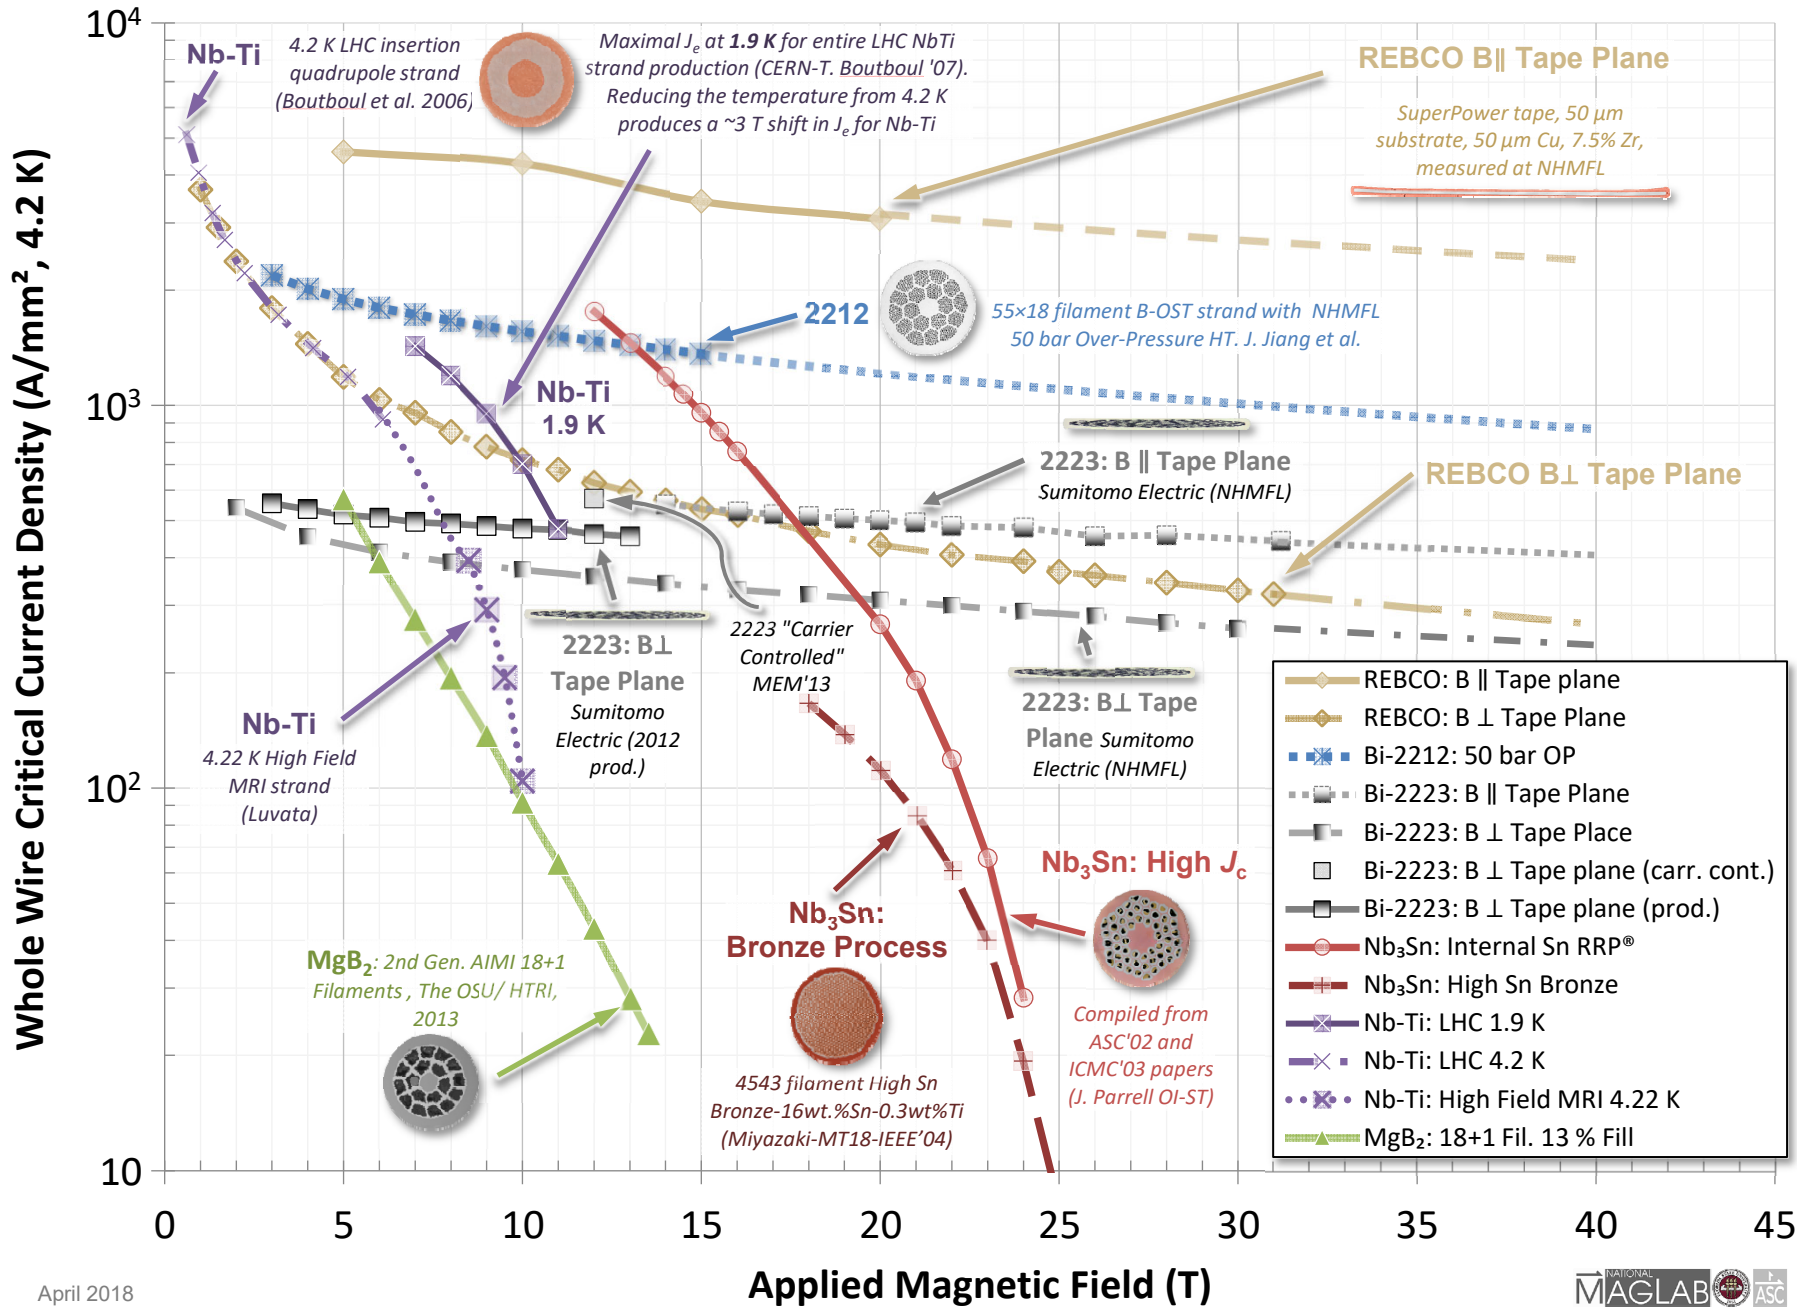 Whole Wire Critical Current Density (A/mm², 4.2 K)
10⁴
10³
10²
10
0
5
10
15
20
25
30
35
40
45
Applied Magnetic Field (T)
Nb-Ti
4.2 K LHC insertion
quadrupole strand
(Boutboul et al. 2006)
Maximal Jₑ at 1.9 K for entire LHC NbTi
strand production (CERN-T. Boutboul '07).
Reducing the temperature from 4.2 K
produces a ~3 T shift in Jₑ for Nb-Ti
REBCO B∥ Tape Plane
SuperPower tape, 50 µm
substrate, 50 µm Cu, 7.5% Zr,
measured at NHMFL
2212
55×18 filament B-OST strand with NHMFL
50 bar Over-Pressure HT. J. Jiang et al.
Nb-Ti
1.9 K
2223: B ∥ Tape Plane
Sumitomo Electric (NHMFL)
REBCO B⊥ Tape Plane
2223: B⊥
Tape Plane
Sumitomo
Electric (2012
prod.)
2223 "Carrier
Controlled"
MEM'13
2223: B⊥ Tape
Plane Sumitomo
Electric (NHMFL)
Nb-Ti
4.22 K High Field
MRI strand
(Luvata)
MgB₂: 2nd Gen. AIMI 18+1
Filaments , The OSU/ HTRI,
2013
Nb₃Sn:
Bronze Process
4543 filament High Sn
Bronze-16wt.%Sn-0.3wt%Ti
(Miyazaki-MT18-IEEE’04)
Nb₃Sn: High Jc
Compiled from
ASC'02 and
ICMC'03 papers
(J. Parrell OI-ST)
REBCO: B ∥ Tape plane
REBCO: B ⊥ Tape Plane
Bi-2212: 50 bar OP
Bi-2223: B ∥ Tape Plane
Bi-2223: B ⊥ Tape Place
Bi-2223: B ⊥ Tape plane (carr. cont.)
Bi-2223: B ⊥ Tape plane (prod.)
Nb₃Sn: Internal Sn RRP®
Nb₃Sn: High Sn Bronze
Nb-Ti: LHC 1.9 K
Nb-Ti: LHC 4.2 K
Nb-Ti: High Field MRI 4.22 K
MgB₂: 18+1 Fil. 13 % Fill
April 2018
NATIONAL
MAGLAB
ASC